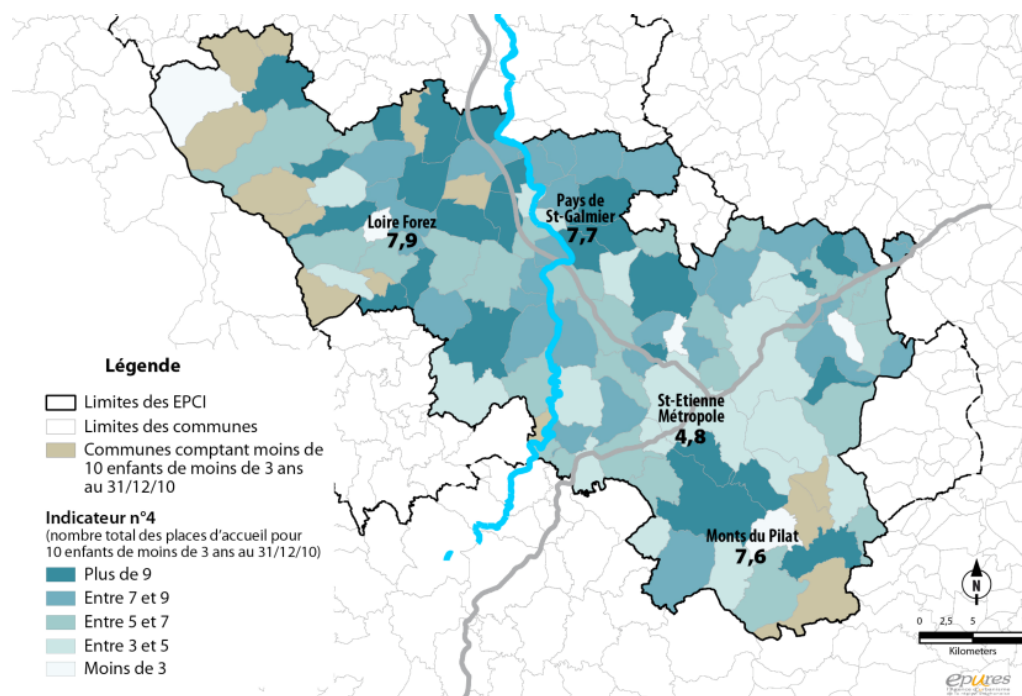 Loire Forez
7,9
Pays de
St-Galmier
7,7
St-Etienne
Métropole
4,8
Monts du Pilat
7,6
Légende
Limites des EPCI
Limites des communes
Communes comptant moins de
10 enfants de moins de 3 ans
au 31/12/10
Indicateur n°4
(nombre total des places d'accueil pour
10 enfants de moins de 3 ans au 31/12/10)
Plus de 9
Entre 7 et 9
Entre 5 et 7
Entre 3 et 5
Moins de 3
N
0 2,5 5 10
Kilometers
epures